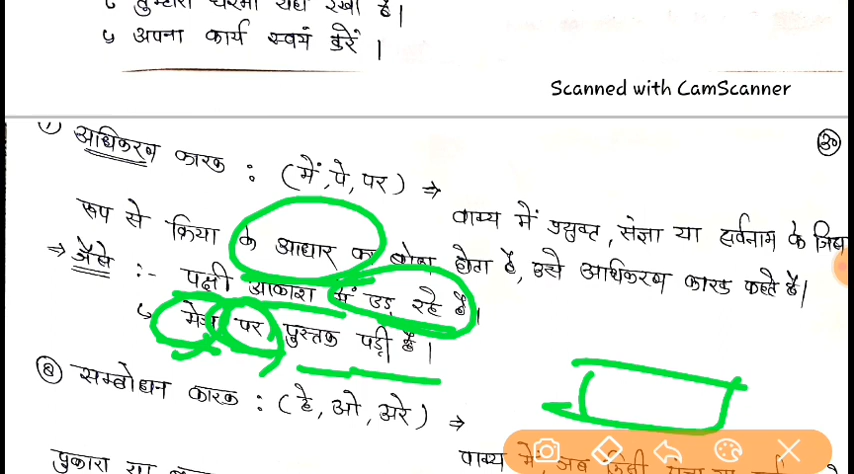 ↳ तुम्हारा चश्मा यहाँ रखा है।
↳ अपना कार्य स्वयं करें।
Scanned with CamScanner
30
⑦ अधिकरण कारक : (में, पे, पर) ⇒ वाक्य में प्रयुक्त, संज्ञा या सर्वनाम के जिस
रूप से क्रिया के आधार का बोध होता है, उसे अधिकरण कारक कहते हैं।
⇒ जैसे :- पक्षी आकाश में उड़ रहे हैं।
↳ मेज पर पुस्तक पड़ी है।
⑧ सम्बोधन कारक : (हे, ओ, अरे) ⇒ वाक्य में, जब किसी संज्ञा या
पुकारा या